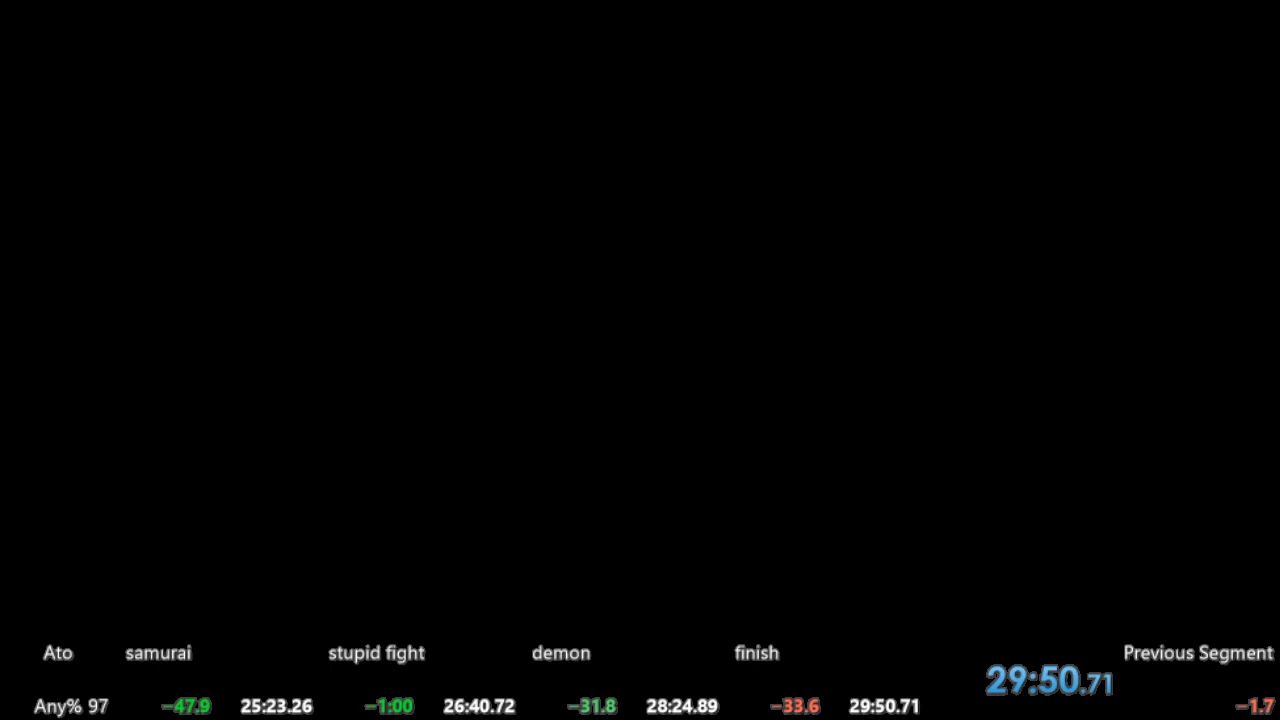 Ato samurai stupid fight demon finish Previous Segment
29:50.71
Any% 97 −47.9 25:23.26 −1:00 26:40.72 −31.8 28:24.89 −33.6 29:50.71 −1.7